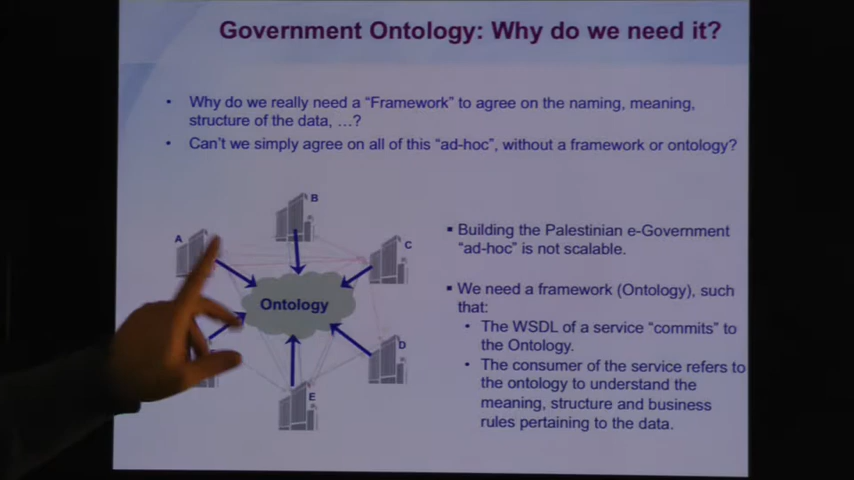 Government Ontology: Why do we need it?
• Why do we really need a “Framework” to agree on the naming, meaning,
structure of the data, …?
• Can’t we simply agree on all of this “ad-hoc”, without a framework or ontology?
B
A
C
Ontology
D
E
▪ Building the Palestinian e-Government
“ad-hoc” is not scalable.
▪ We need a framework (Ontology), such
that:
• The WSDL of a service “commits” to
the Ontology.
• The consumer of the service refers to
the ontology to understand the
meaning, structure and business
rules pertaining to the data.